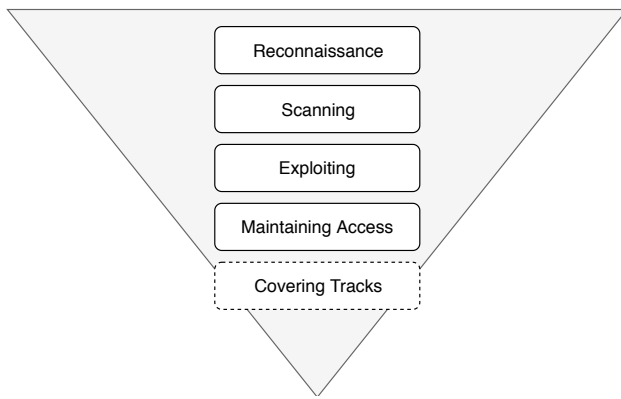 Reconnaissance
Scanning
Exploiting
Maintaining Access
Covering Tracks